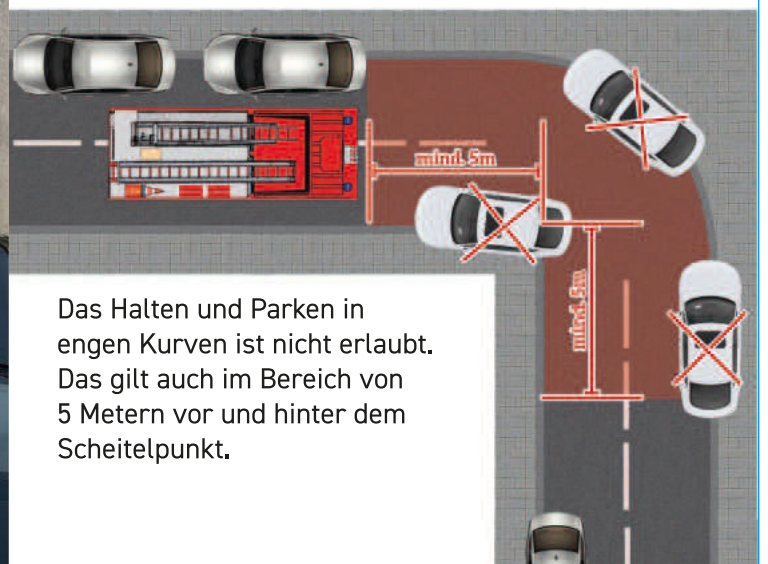 mind. 5m
mind. 5m
Das Halten und Parken in
engen Kurven ist nicht erlaubt.
Das gilt auch im Bereich von
5 Metern vor und hinter dem
Scheitelpunkt.